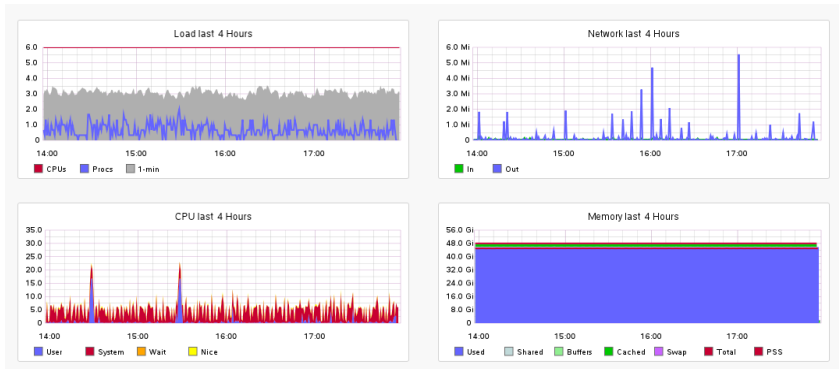 Load last 4 Hours
6.0
5.0
4.0
3.0
2.0
1.0
0
14:00 15:00 16:00 17:00
CPUs Procs 1-min
Network last 4 Hours
6.0 Mi
5.0 Mi
4.0 Mi
3.0 Mi
2.0 Mi
1.0 Mi
0
14:00 15:00 16:00 17:00
In Out
CPU last 4 Hours
35.0
30.0
25.0
20.0
15.0
10.0
5.0
0
14:00 15:00 16:00 17:00
User System Wait Nice
Memory last 4 Hours
56.0 Gi
48.0 Gi
40.0 Gi
32.0 Gi
24.0 Gi
16.0 Gi
8.0 Gi
0
14:00 15:00 16:00 17:00
Used Shared Buffers Cached Swap Total PSS